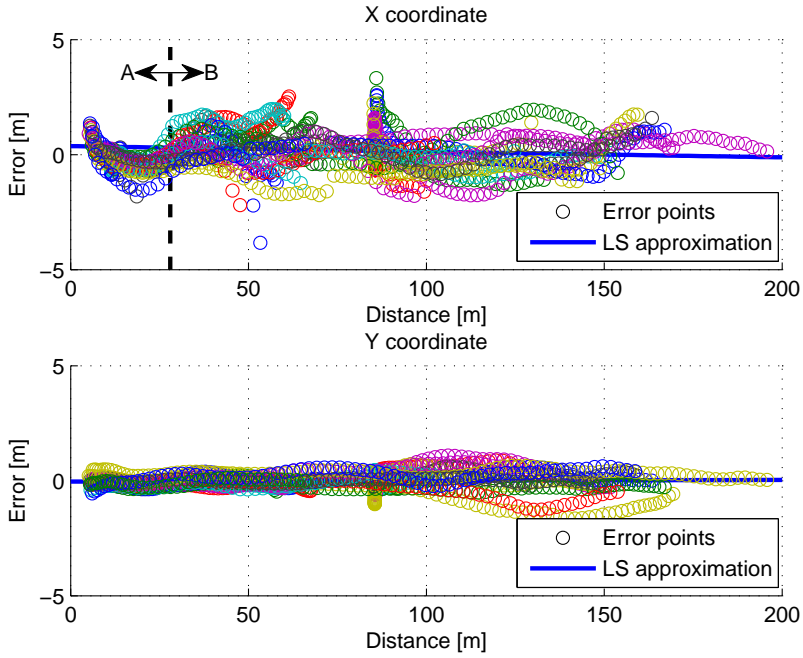 X coordinate
5
A B
0
Error [m]
Error points
LS approximation
−5
0 50 100 150 200
Distance [m]
Y coordinate
5
0
Error [m]
Error points
LS approximation
−5
0 50 100 150 200
Distance [m]